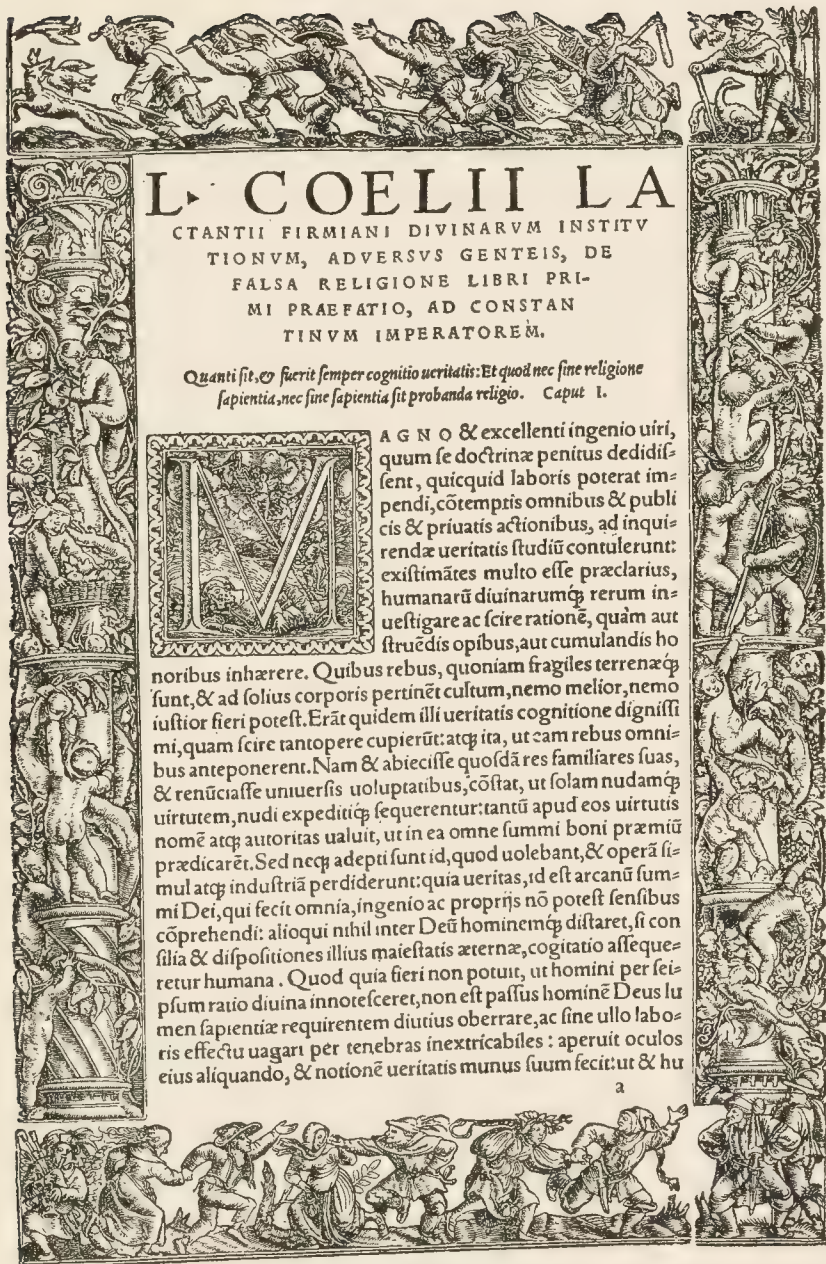 L. COELII LA
CTANTII FIRMIANI DIVINARVM INSTITV
TIONVM, ADVERSVS GENTEIS, DE
FALSA RELIGIONE LIBRI PRI-
MI PRAEFATIO, AD CONSTAN
TINVM IMPERATOREM.
Quanti sit, & fuerit semper cognitio ueritatis: Et quod nec sine religione
sapientia, nec sine sapientia sit probanda religio. Caput I.
MAGNO & excellenti ingenio uiri,
quum se doctrinæ penitus dedidiſ=
ſent, quicquid laboris poterat im=
pendi, cõtemptis omnibus & publi
cis & priuatis actionibus, ad inqui=
rendæ ueritatis ſtudiũ contulerunt:
exiſtimãtes multo eſſe præclarius,
humanarũ diuinarumq́ꝫ rerum in=
ueſtigare ac ſcire rationẽ, quàm aut
ſtruẽdis opibus, aut cumulandis ho
noribus inhærere. Quibus rebus, quoniam fragiles terrenæq́ꝫ
ſunt, & ad ſolius corporis pertinẽt cultum, nemo melior, nemo
iuſtior fieri poteſt. Erãt quidem illi ueritatis cognitione digniſſi
mi, quam ſcire tantopere cupierũt: atq́ꝫ ita, ut eam rebus omni=
bus anteponerent. Nam & abieciſſe quoſdã res familiares ſuas,
& renũciaſſe uniuerſis uoluptatibus, cõſtat, ut ſolam nudamq́ꝫ
uirtutem, nudi expeditiq́ꝫ ſequerentur: tantũ apud eos uirtutis
nomẽ atq́ꝫ autoritas ualuit, ut in ea omne ſummi boni præmiũ
prædicarẽt. Sed neq́ꝫ adepti ſunt id, quod uolebant, & operã ſi=
mul atq́ꝫ induſtriã perdiderunt: quia ueritas, id eſt arcanũ ſum=
mi Dei, qui fecit omnia, ingenio ac proprijs nõ poteſt ſenſibus
cõprehendi: alioqui nihil inter Deũ hominemq́ꝫ diſtaret, ſi con
ſilia & diſpoſitiones illius maieſtatis æternæ, cogitatio aſſeque=
retur humana. Quod quia fieri non potuit, ut homini per ſei=
pſum ratio diuina innoteſceret, non eſt paſſus hominẽ Deus lu
men ſapientiæ requirentem diutius oberrare, ac ſine ullo labo=
ris effectu uagari per tenebras inextricabiles: aperuit oculos
eius aliquando, & notionẽ ueritatis munus ſuum fecit: ut & hu
a